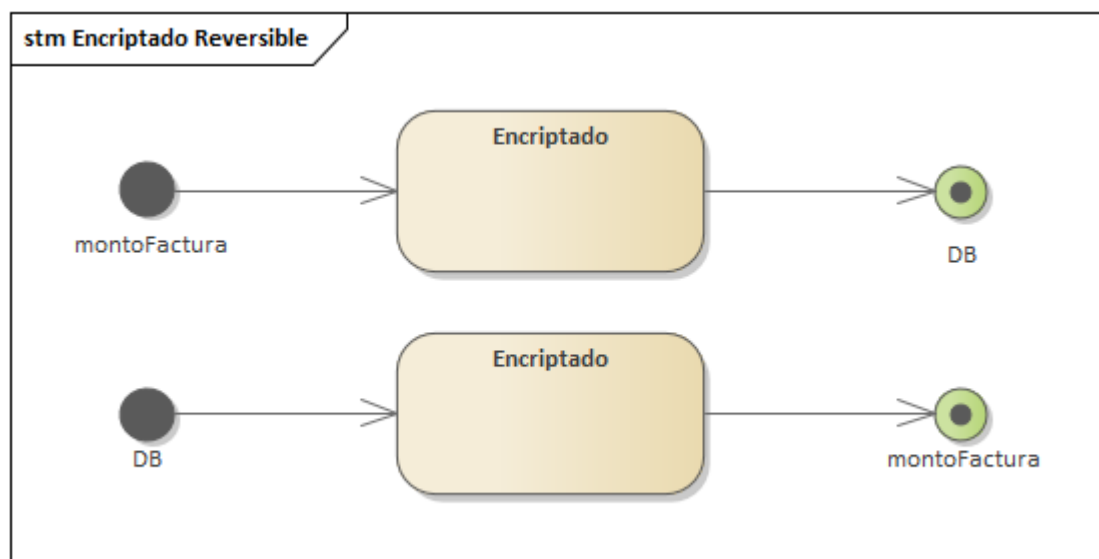 stm Encriptado Reversible
Encriptado
montoFactura
DB
Encriptado
DB
montoFactura